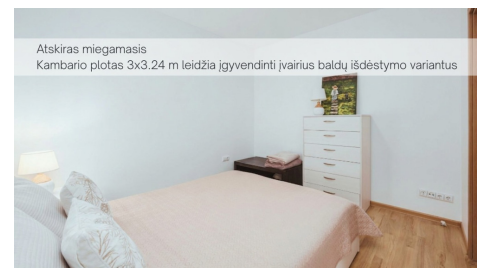 Atskiras miegamasis
Kambario plotas 3x3.24 m leidžia įgyvendinti įvairius baldų išdėstymo variantus